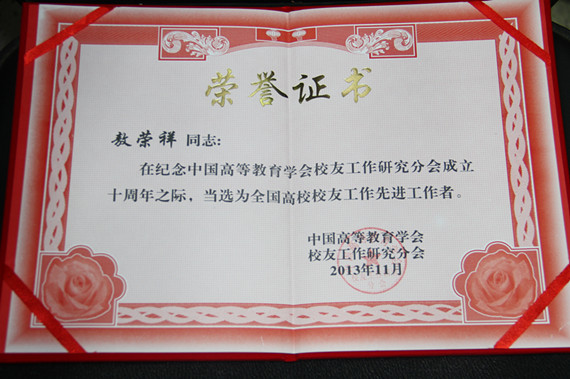 荣誉证书
敖荣祥 同志:
在纪念中国高等教育学会校友工作研究分会成立
十周年之际，当选为全国高校校友工作先进工作者。
中国高等教育学会
校友工作研究分会
2013年11月